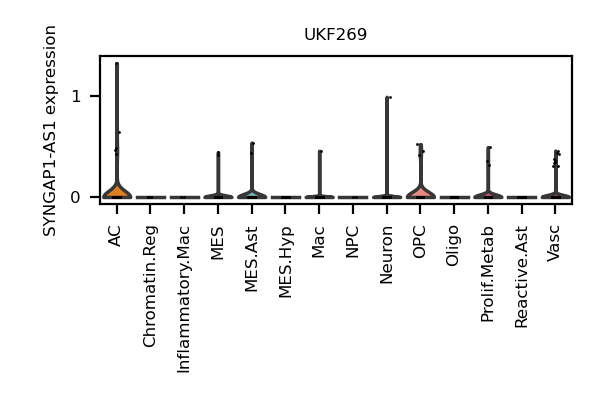 UKF269
SYNGAP1-AS1 expression
1
0
AC
Chromatin.Reg
Inflammatory.Mac
MES
MES.Ast
MES.Hyp
Mac
NPC
Neuron
OPC
Oligo
Prolif.Metab
Reactive.Ast
Vasc